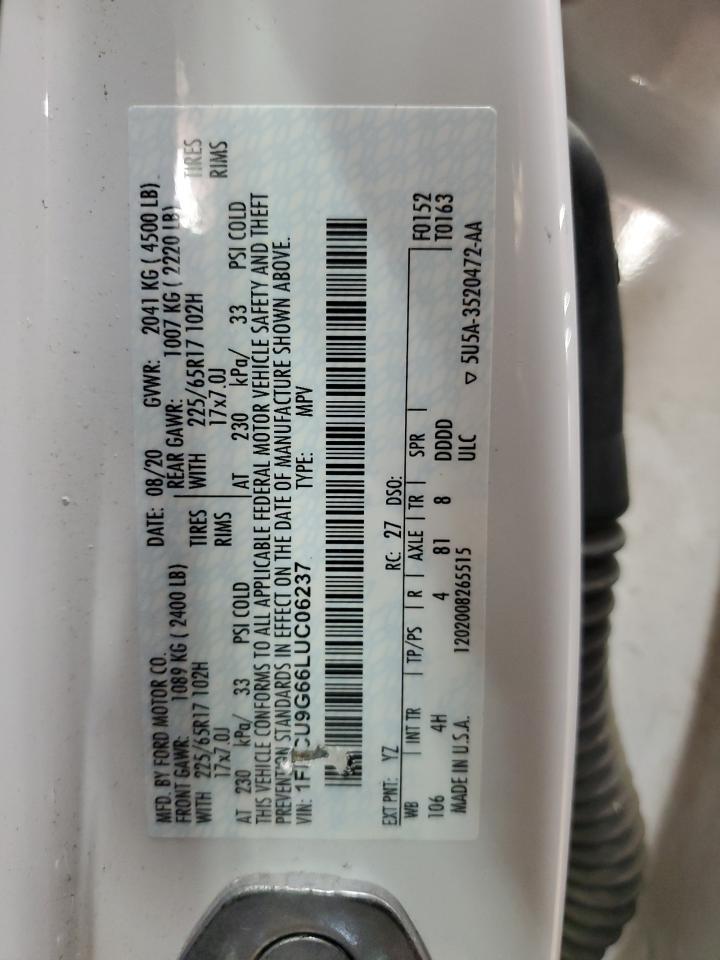 MFD. BY FORD MOTOR CO. DATE: 08/20 GVWR: 2041 KG ( 4500 LB)
FRONT GAWR: 1089 KG ( 2400 LB) REAR GAWR: 1007 KG ( 2220 LB)
WITH 225/65R17 102H TIRES WITH 225/65R17 102H TIRES
17x7.0J RIMS 17x7.0J RIMS
AT 230 kPa/ 33 PSI COLD AT 230 kPa/ 33 PSI COLD
THIS VEHICLE CONFORMS TO ALL APPLICABLE FEDERAL MOTOR VEHICLE SAFETY AND THEFT
PREVENTION STANDARDS IN EFFECT ON THE DATE OF MANUFACTURE SHOWN ABOVE.
VIN: TYPE: MPV
EXT PNT: YZ RC: 27 DSO:
WB INT TR TP/PS R AXLE TR SPR F0152
106 4H 4 81 8 DDDD T0163
MADE IN U.S.A. 1202008265515 ULC ▽ 5U5A-3520472-AA